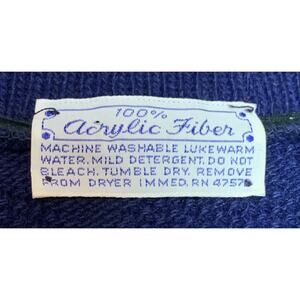 100%
Acrylic Fiber
MACHINE WASHABLE LUKEWARM
WATER. MILD DETERGENT. DO NOT
BLEACH. TUMBLE DRY. REMOVE
FROM DRYER IMMED. RN 4757